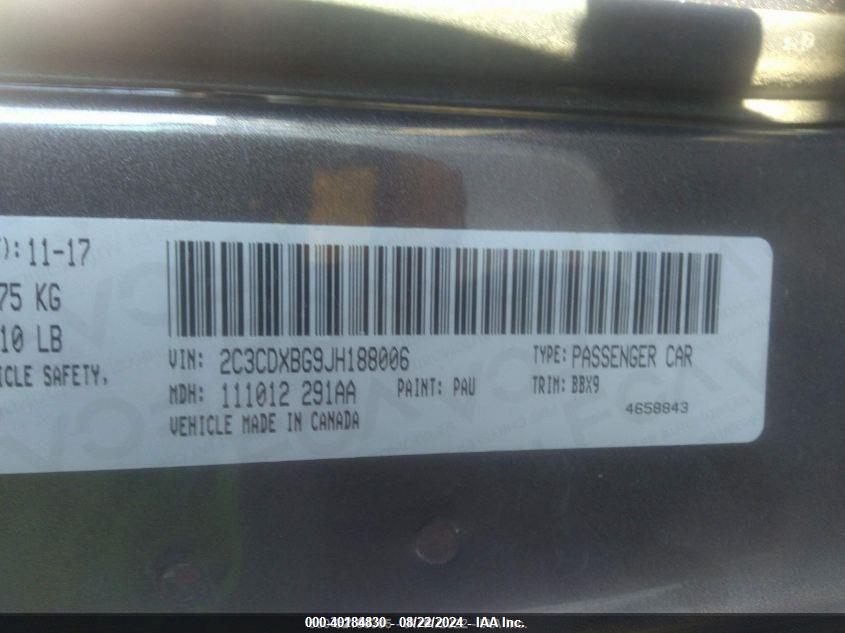 ): 11-17
75 KG
10 LB
ICLE SAFETY,
VIN: 2C3CDXBG9JH188006 TYPE: PASSENGER CAR
MDH: 111012 291AA PAINT: PAU TRIM: BBX9
VEHICLE MADE IN CANADA 4658843
000-40184830 - 08/22/2024 - IAA Inc.